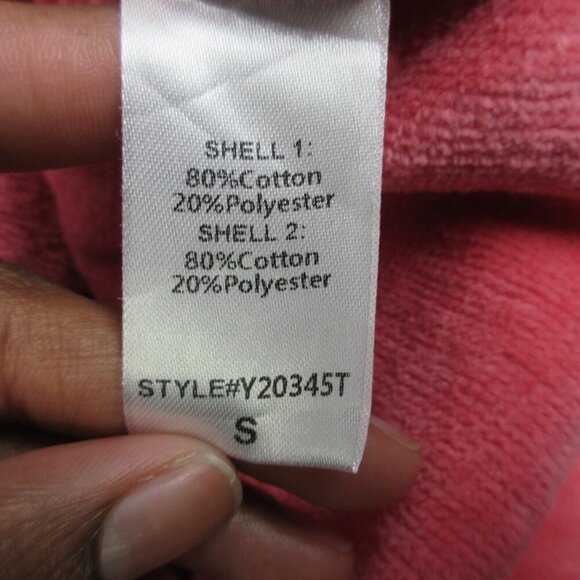 SHELL 1:
80%Cotton
20%Polyester
SHELL 2:
80%Cotton
20%Polyester
STYLE#Y20345T
S